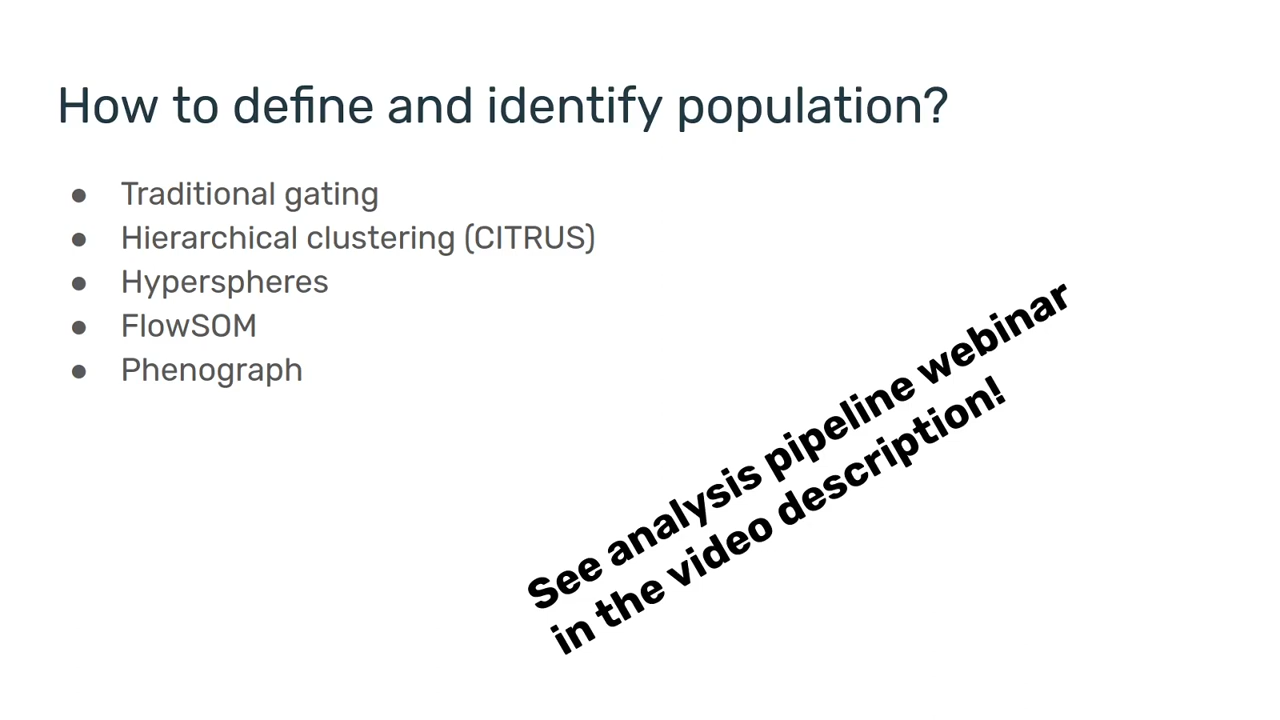 How to define and identify population?
● Traditional gating
● Hierarchical clustering (CITRUS)
● Hyperspheres
● FlowSOM
● Phenograph
See analysis pipeline webinar
in the video description!